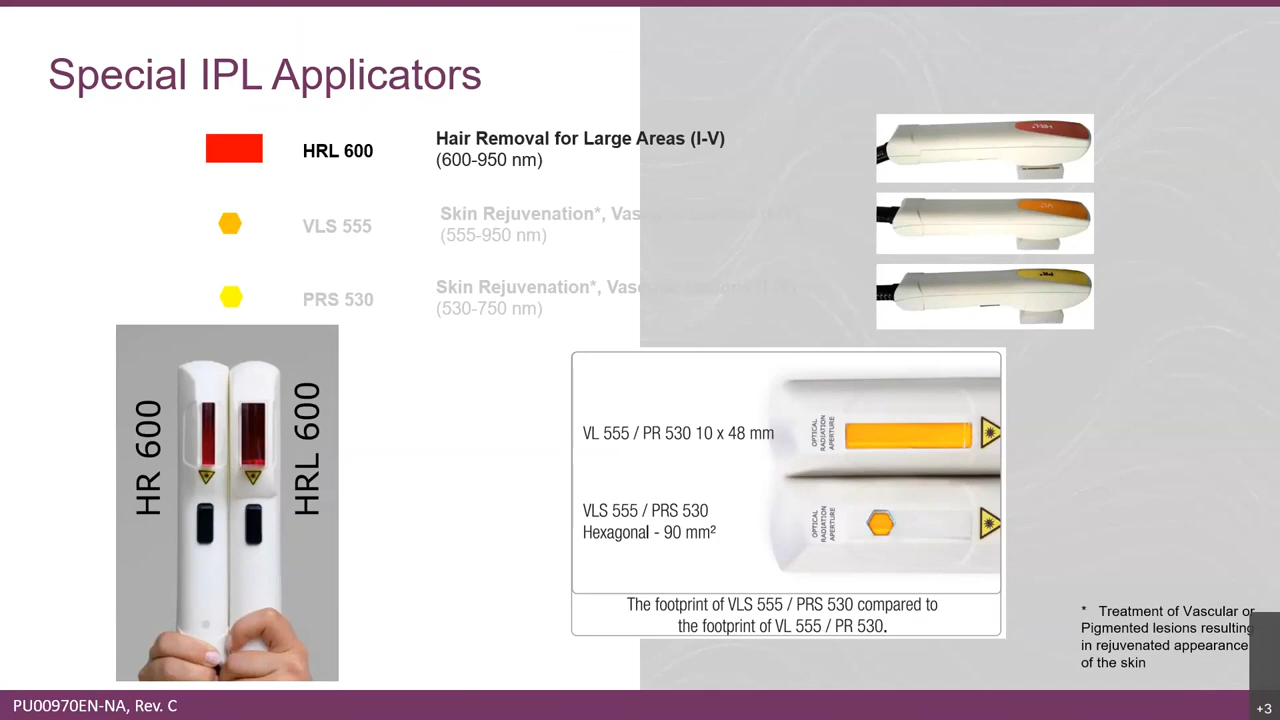 Special IPL Applicators
HRL 600
Hair Removal for Large Areas (I-V)
(600-950 nm)
VLS 555
Skin Rejuvenation*, Vascular
(555-950 nm)
PRS 530
Skin Rejuvenation*, Vascular
(530-750 nm)
HR 600
HRL 600
VL 555 / PR 530 10 x 48 mm
OPTICAL
RADIATION
APERTURE
VLS 555 / PRS 530
Hexagonal - 90 mm²
OPTICAL
RADIATION
APERTURE
The footprint of VLS 555 / PRS 530 compared to
the footprint of VL 555 / PR 530.
* Treatment of Vascular or
Pigmented lesions resulting
in rejuvenated appearance
of the skin
PU00970EN-NA, Rev. C
+3